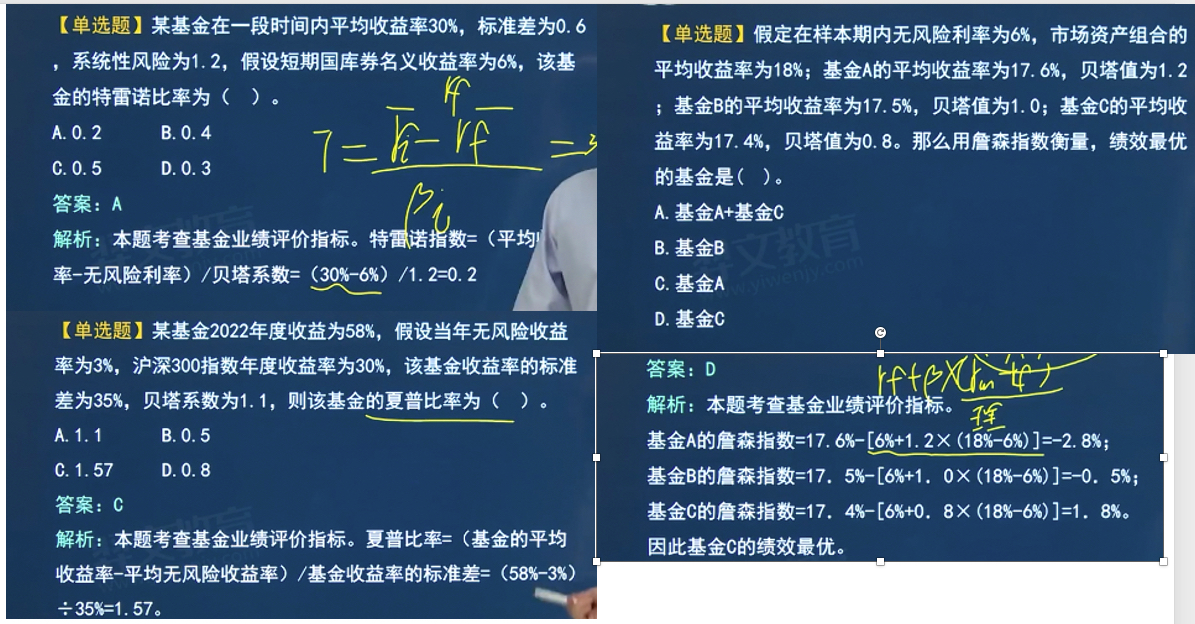 【单选题】某基金在一段时间内平均收益率30%，标准差为0.6
，系统性风险为1.2，假设短期国库券名义收益率为6%，该基
金的特雷诺比率为（ ）。
A.0.2 B.0.4
C.0.5 D.0.3
答案：A
解析：本题考查基金业绩评价指标。特雷诺指数=（平均
率-无风险利率）/贝塔系数=（30%-6%）/1.2=0.2
rf
T = ri - rf =
βi
【单选题】某基金2022年度收益为58%，假设当年无风险收益
率为3%，沪深300指数年度收益率为30%，该基金收益率的标准
差为35%，贝塔系数为1.1，则该基金的夏普比率为（ ）。
A.1.1 B.0.5
C.1.57 D.0.8
答案：C
解析：本题考查基金业绩评价指标。夏普比率=（基金的平均
收益率-平均无风险收益率）/基金收益率的标准差=（58%-3%）
÷35%=1.57。
【单选题】假定在样本期内无风险利率为6%，市场资产组合的
平均收益率为18%；基金A的平均收益率为17.6%，贝塔值为1.2
；基金B的平均收益率为17.5%，贝塔值为1.0；基金C的平均收
益率为17.4%，贝塔值为0.8。那么用詹森指数衡量，绩效最优
的基金是( )。
A.基金A+基金C
B.基金B
C.基金A
D.基金C
答案：D
rf+β×(rm-rf)
解析：本题考查基金业绩评价指标。
基金A的詹森指数=17.6%-[6%+1.2×(18%-6%)]=-2.8%；
基金B的詹森指数=17．5%-[6%+1．0×(18%-6%)]=-0．5%；
基金C的詹森指数=17．4%-[6%+0．8×(18%-6%)]=1．8%。
因此基金C的绩效最优。